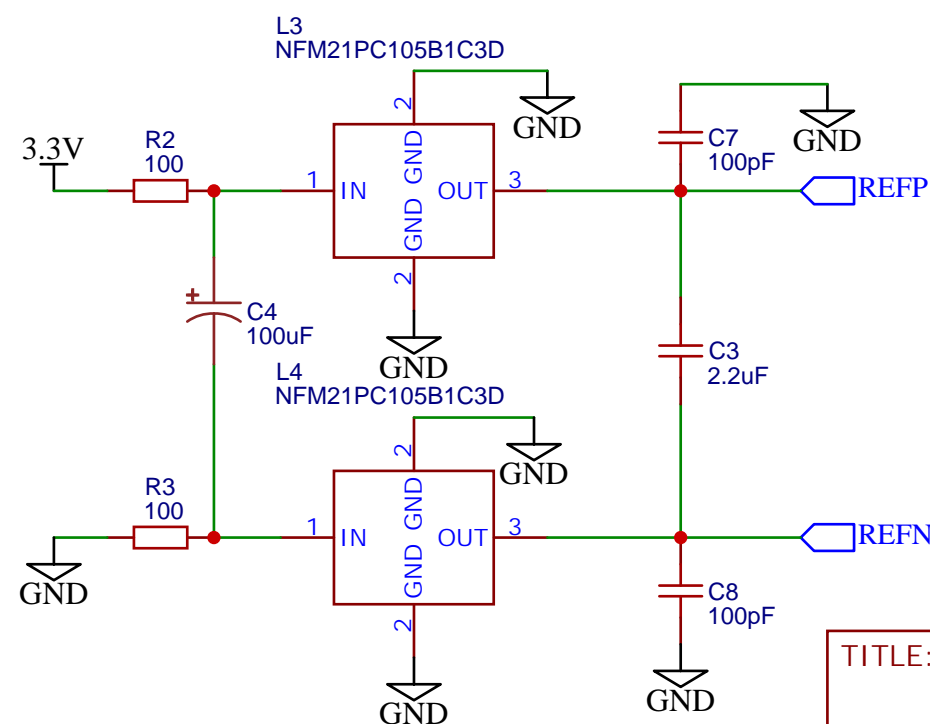 L3
NFM21PC105B1C3D
2
GND
GND
3.3V
R2
100
1
IN
GND
OUT
3
GND
2
GND
C7
100pF
GND
REFP
C4
100uF
C3
2.2uF
L4
NFM21PC105B1C3D
2
GND
R3
100
GND
1
IN
GND
OUT
3
GND
2
GND
REFN
C8
100pF
GND
TITLE: